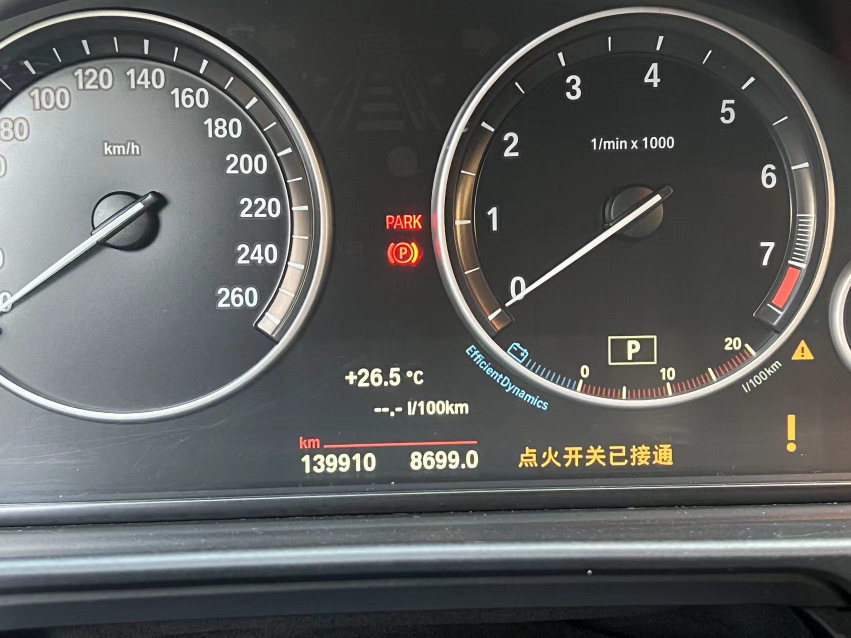 80
100
120
140
160
180
200
220
240
260
km/h
0
PARK
P
0
1
2
3
4
5
6
7
1/min x 1000
P
EfficientDynamics
0
10
20
l/100km
+26.5 °C
--.- l/100km
km
139910 8699.0
点火开关已接通
!